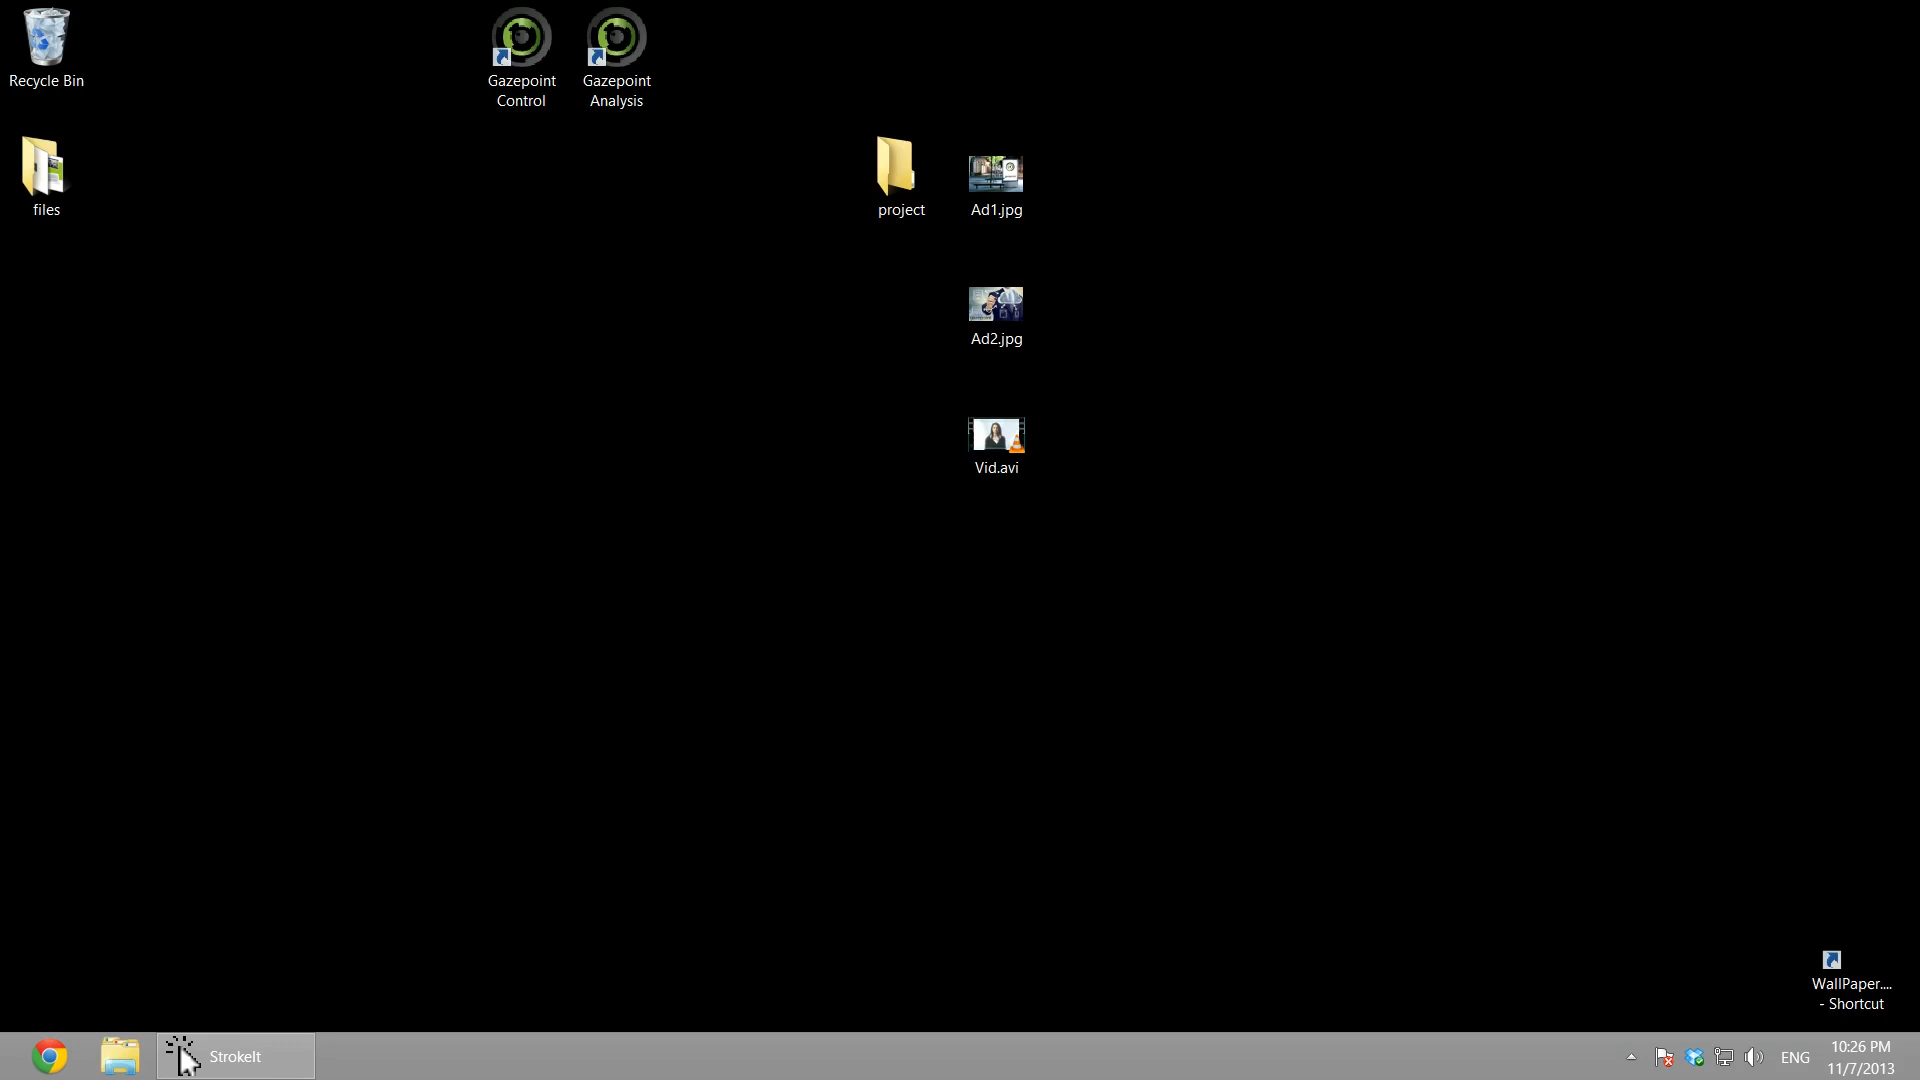 Recycle Bin
Gazepoint
Control
Gazepoint
Analysis
files
project
Ad1.jpg
Ad2.jpg
Vid.avi
WallPaper....
- Shortcut
StrokeIt
ENG
10:26 PM
11/7/2013